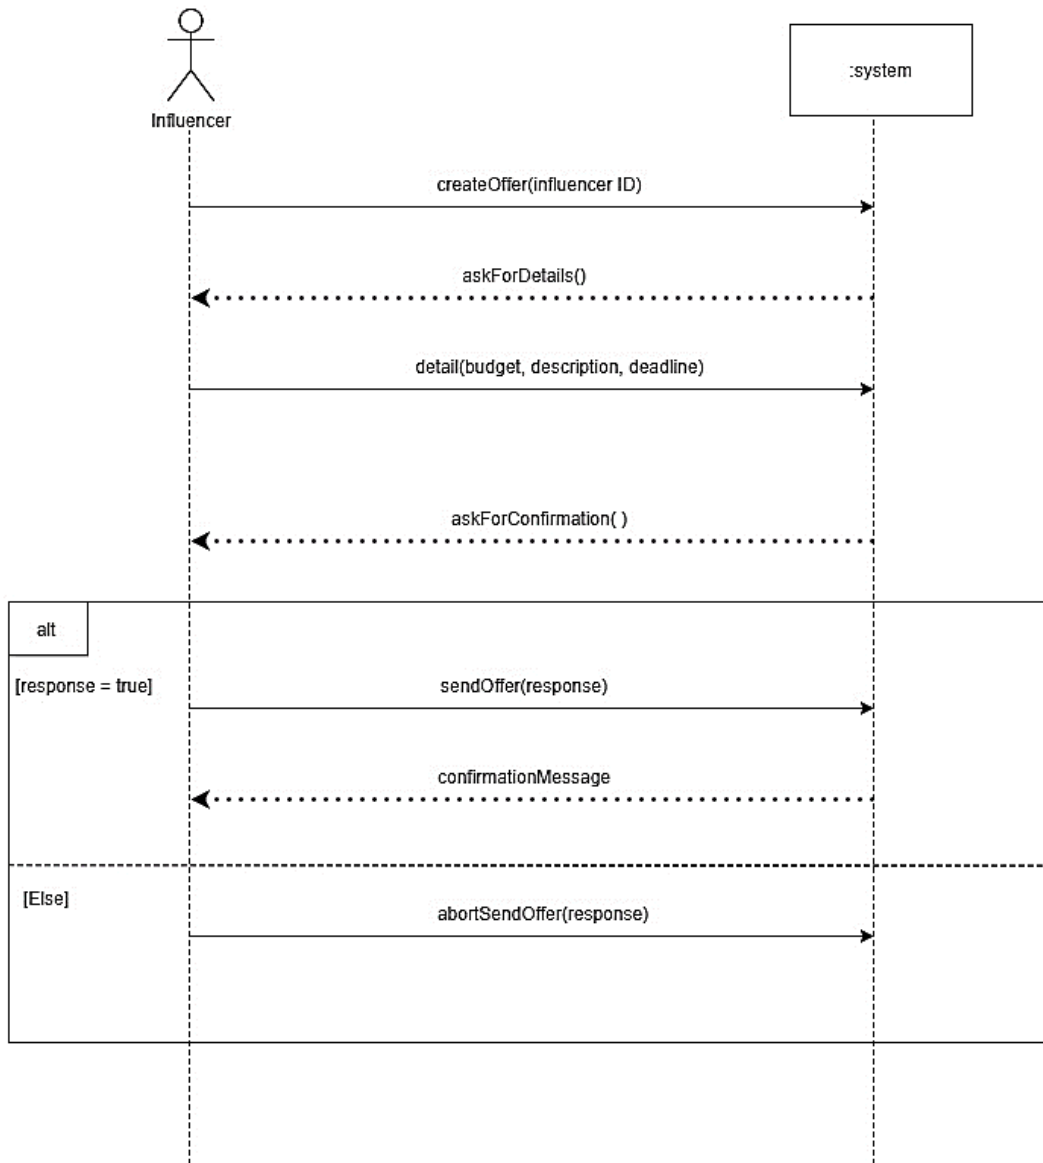 :system
Influencer
createOffer(influencer ID)
askForDetails()
detail(budget, description, deadline)
askForConfirmation( )
alt
[response = true]
sendOffer(response)
confirmationMessage
[Else]
abortSendOffer(response)